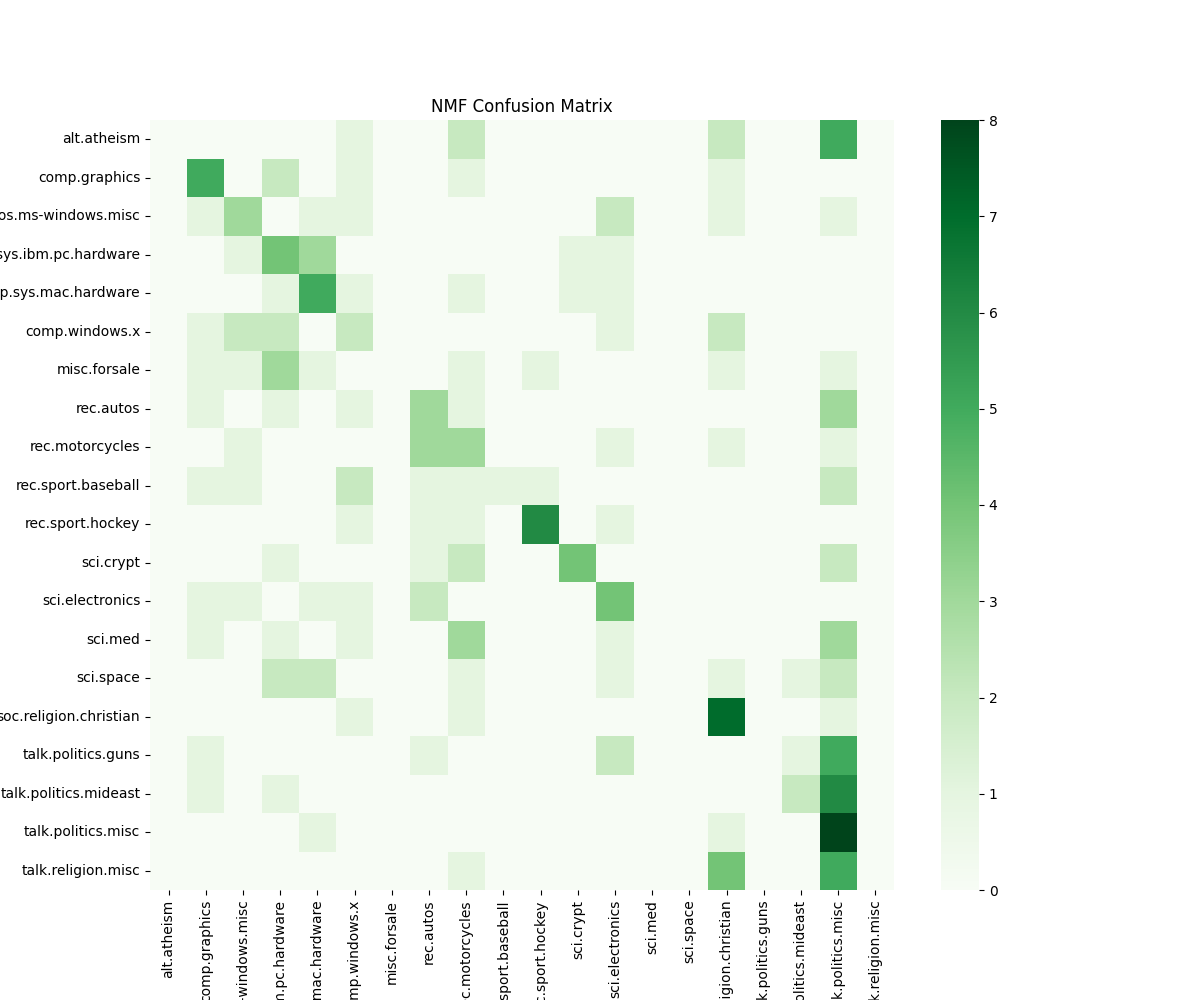 NMF Confusion Matrix
alt.atheism
comp.graphics
os.ms-windows.misc
sys.ibm.pc.hardware
p.sys.mac.hardware
comp.windows.x
misc.forsale
rec.autos
rec.motorcycles
rec.sport.baseball
rec.sport.hockey
sci.crypt
sci.electronics
sci.med
sci.space
soc.religion.christian
talk.politics.guns
talk.politics.mideast
talk.politics.misc
talk.religion.misc
alt.atheism
comp.graphics
-windows.misc
m.pc.hardware
mac.hardware
mp.windows.x
misc.forsale
rec.autos
c.motorcycles
sport.baseball
c.sport.hockey
sci.crypt
sci.electronics
sci.med
sci.space
igion.christian
k.politics.guns
olitics.mideast
k.politics.misc
k.religion.misc
8
7
6
5
4
3
2
1
0